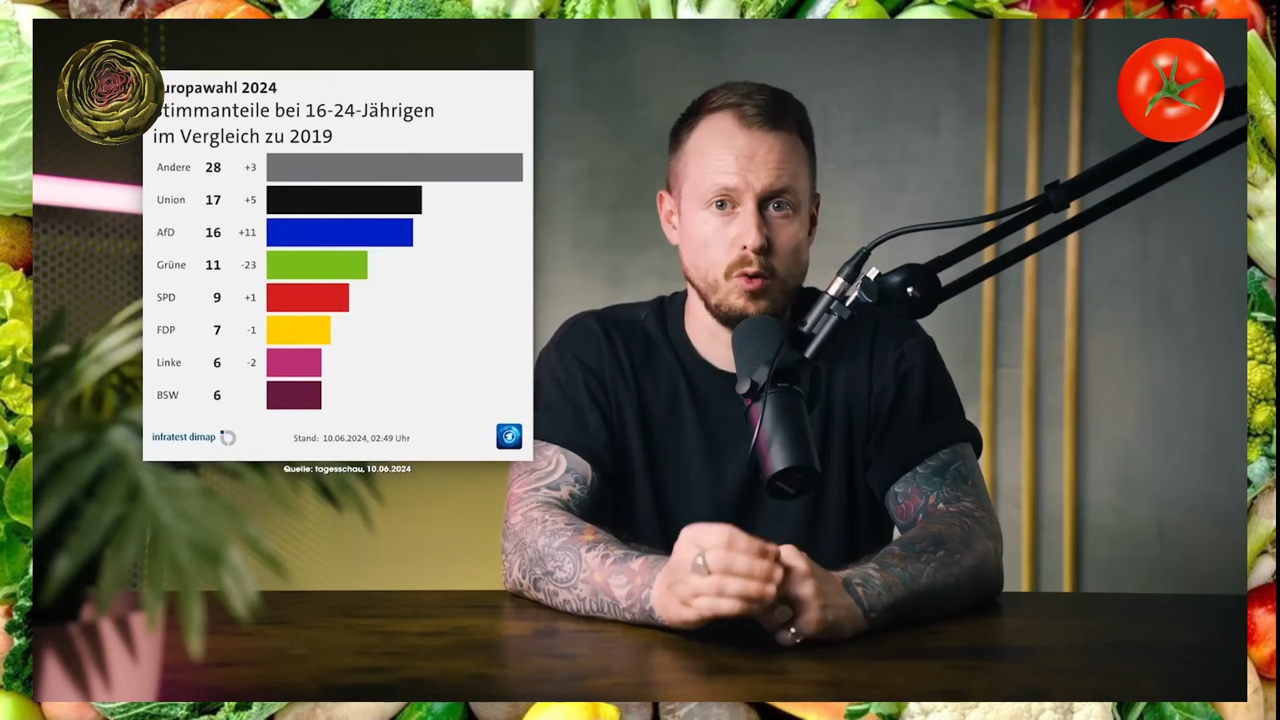 uropawahl 2024
timmanteile bei 16-24-Jährigen
im Vergleich zu 2019
Andere 28 +3
Union 17 +5
AfD 16 +11
Grüne 11 -23
SPD 9 +1
FDP 7 -1
Linke 6 -2
BSW 6
infratest dimap Stand: 10.06.2024, 02:49 Uhr
Quelle: tagesschau, 10.06.2024